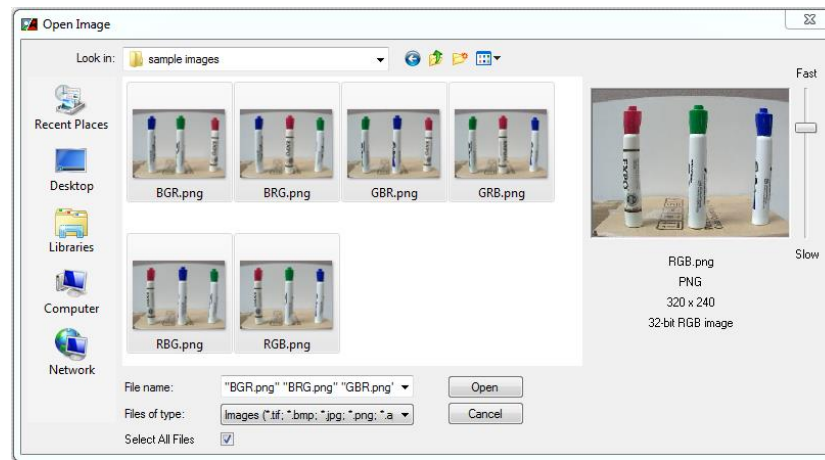 Open Image
Look in:
sample images
Fast
Recent Places
Desktop
Libraries
Computer
Network
BGR.png
BRG.png
GBR.png
GRB.png
RBG.png
RGB.png
EXPO
Slow
RGB.png
PNG
320 x 240
32-bit RGB image
File name:
"BGR.png" "BRG.png" "GBR.png"
Open
Files of type:
Images (*.tif; *.bmp; *.jpg; *.png; *.a
Cancel
Select All Files